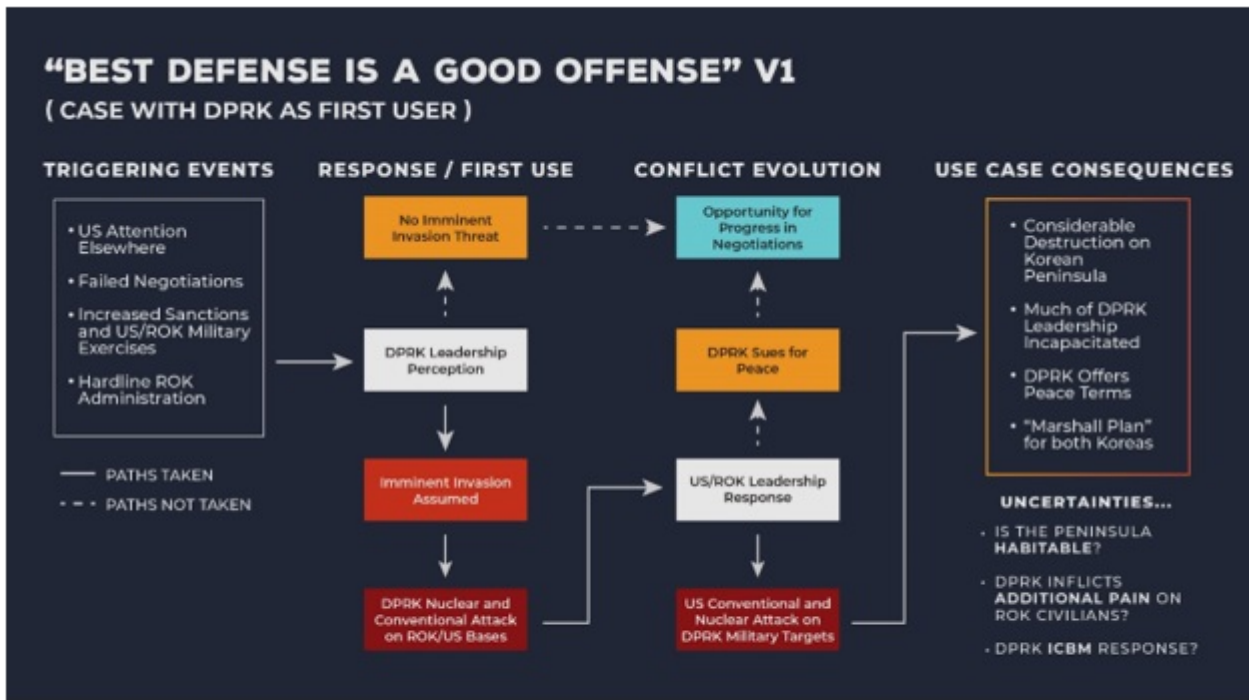 “BEST DEFENSE IS A GOOD OFFENSE” V1
( CASE WITH DPRK AS FIRST USER )
TRIGGERING EVENTS
• US Attention
Elsewhere
• Failed Negotiations
• Increased Sanctions
and US/ROK Military
Exercises
• Hardline ROK
Administration
PATHS TAKEN
PATHS NOT TAKEN
RESPONSE / FIRST USE
No Imminent
Invasion Threat
DPRK Leadership
Perception
Imminent Invasion
Assumed
DPRK Nuclear and
Conventional Attack
on ROK/US Bases
CONFLICT EVOLUTION
Opportunity for
Progress in
Negotiations
DPRK Sues for
Peace
US/ROK Leadership
Response
US Conventional and
Nuclear Attack on
DPRK Military Targets
USE CASE CONSEQUENCES
• Considerable
Destruction on
Korean
Peninsula
• Much of DPRK
Leadership
Incapacitated
• DPRK Offers
Peace Terms
• “Marshall Plan”
for both Koreas
UNCERTAINTIES...
• IS THE PENINSULA
HABITABLE?
• DPRK INFLICTS
ADDITIONAL PAIN ON
ROK CIVILIANS?
• DPRK ICBM RESPONSE?